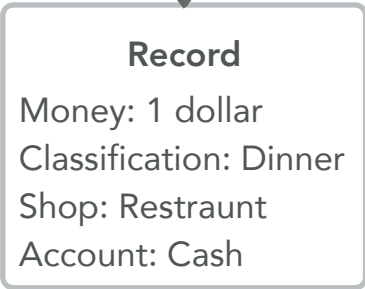 Record
Money: 1 dollar
Classification: Dinner
Shop: Restraunt
Account: Cash